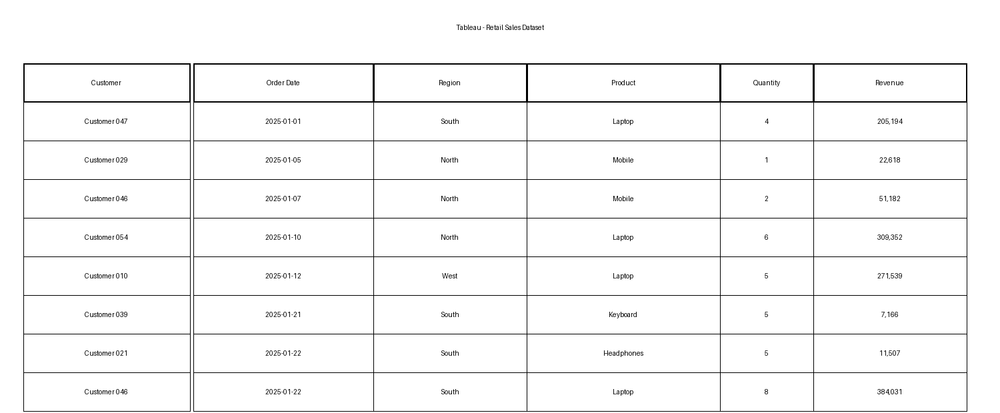 Tableau - Retail Sales Dataset
Customer Order Date Region Product Quantity Revenue
Customer 047 2025-01-01 South Laptop 4 205,194
Customer 029 2025-01-05 North Mobile 1 22,618
Customer 046 2025-01-07 North Mobile 2 51,182
Customer 054 2025-01-10 North Laptop 6 309,352
Customer 010 2025-01-12 West Laptop 5 271,539
Customer 039 2025-01-21 South Keyboard 5 7,166
Customer 021 2025-01-22 South Headphones 5 11,507
Customer 046 2025-01-22 South Laptop 8 384,031